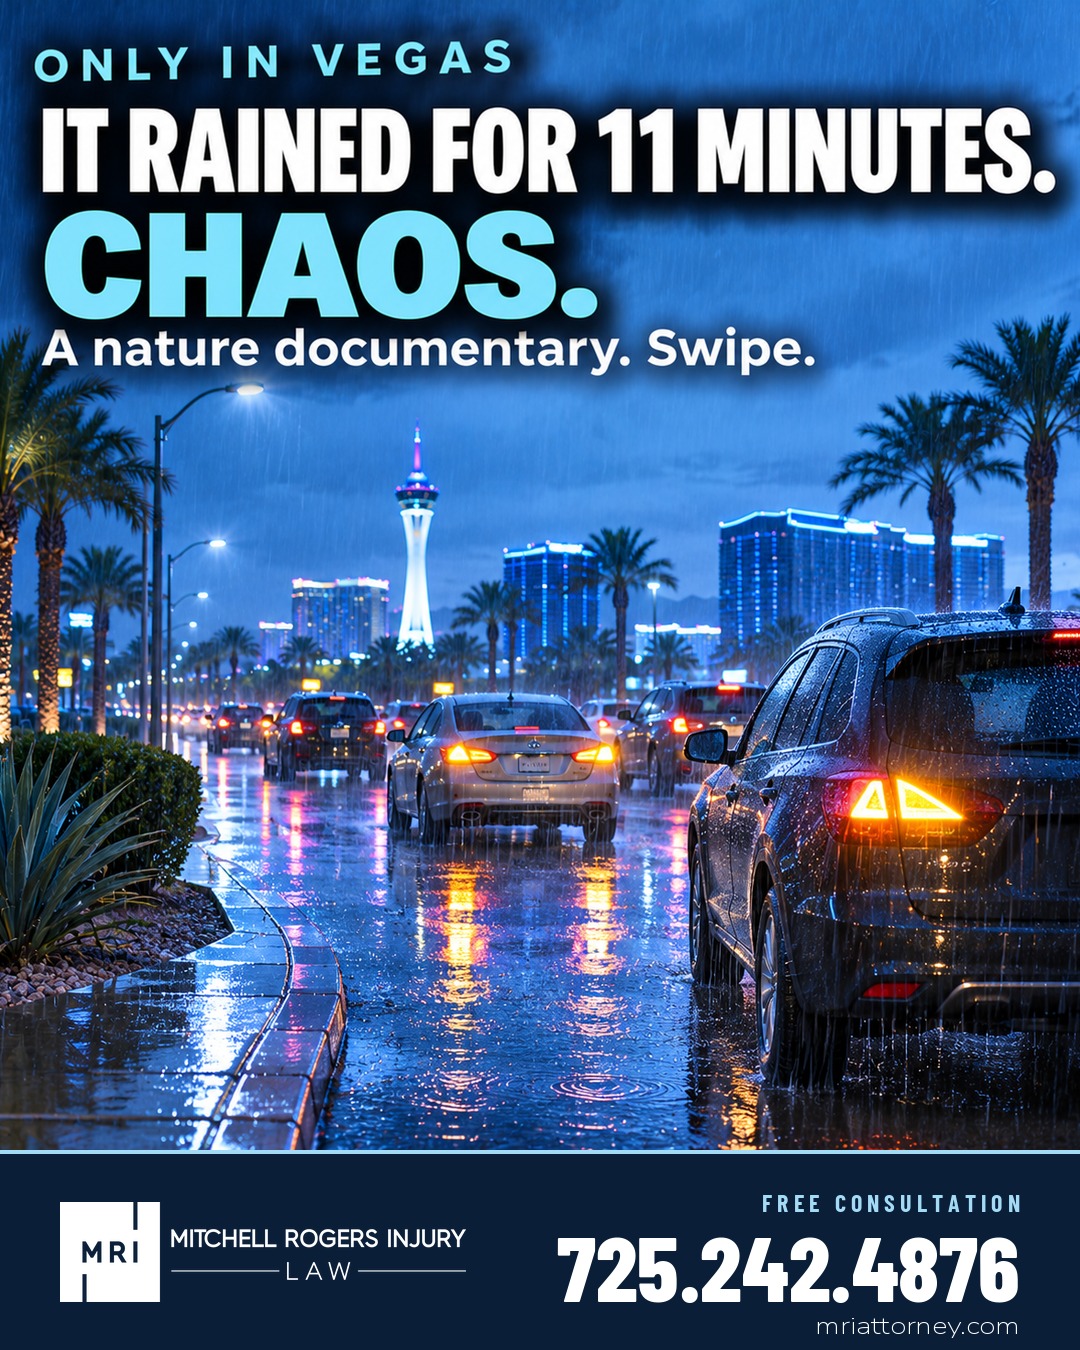 ONLY IN VEGAS
IT RAINED FOR 11 MINUTES.
CHAOS.
A nature documentary. Swipe.
MRI
MITCHELL ROGERS INJURY
LAW
FREE CONSULTATION
725.242.4876
mriattorney.com